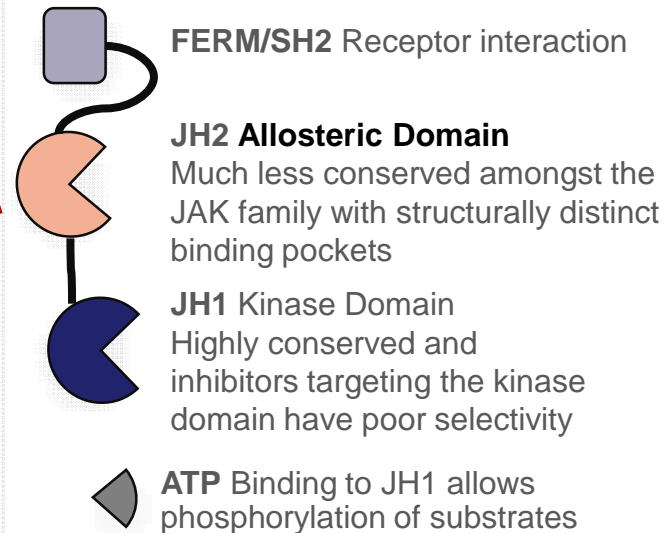 FERM/SH2 Receptor interaction
JH2 Allosteric Domain
Much less conserved amongst the
JAK family with structurally distinct
binding pockets
JH1 Kinase Domain
Highly conserved and
inhibitors targeting the kinase
domain have poor selectivity
ATP Binding to JH1 allows
phosphorylation of substrates